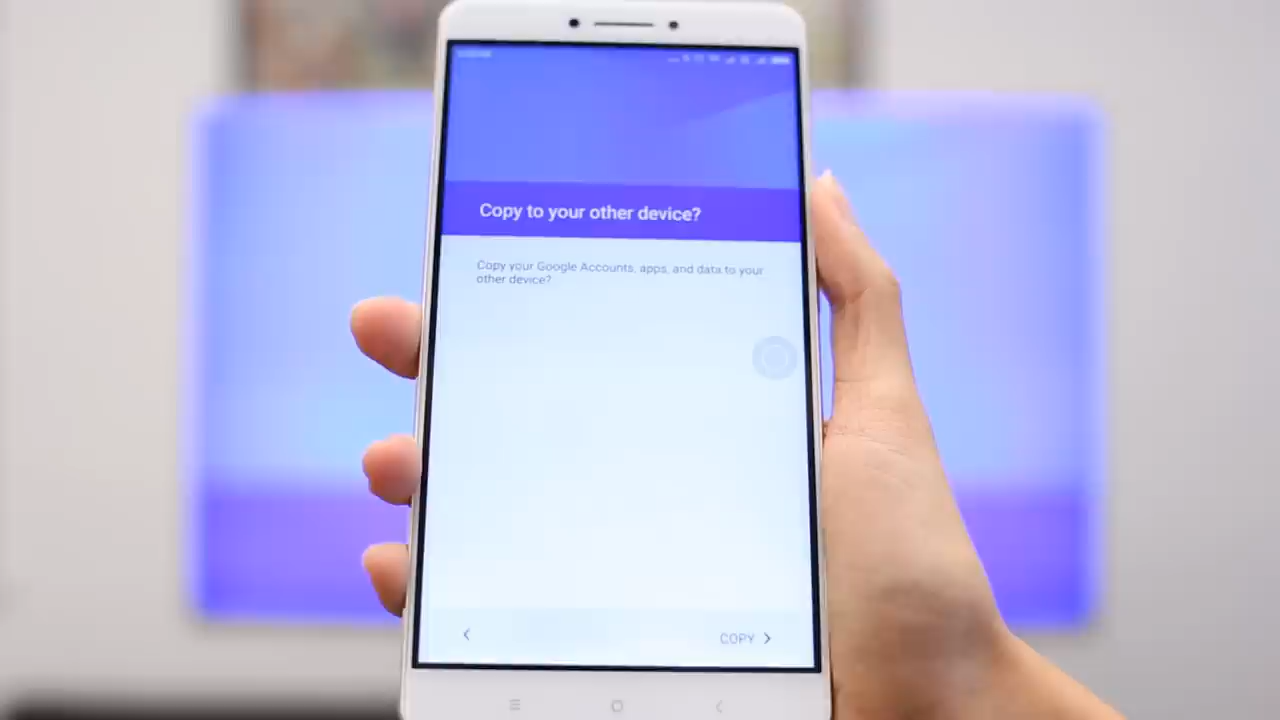 Copy to your other device?
Copy your Google Accounts, apps, and data to your
other device?
COPY